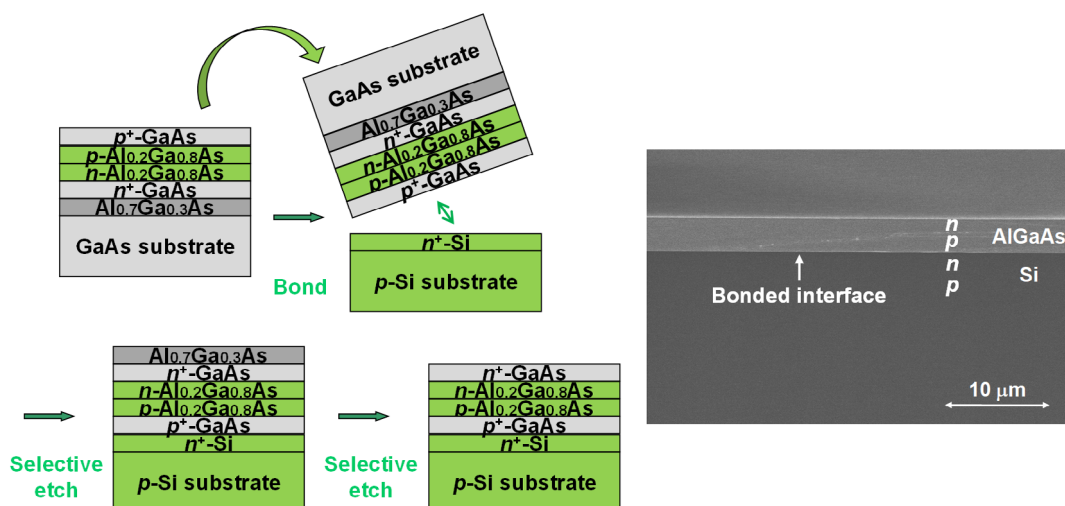 p⁺-GaAs
p-Al₀.₂Ga₀.₈As
n-Al₀.₂Ga₀.₈As
n⁺-GaAs
Al₀.₇Ga₀.₃As
GaAs substrate
GaAs substrate
Al₀.₇Ga₀.₃As
n⁺-GaAs
n-Al₀.₂Ga₀.₈As
p-Al₀.₂Ga₀.₈As
p⁺-GaAs
Bond
n⁺-Si
p-Si substrate
Selective
etch
Al₀.₇Ga₀.₃As
n⁺-GaAs
n-Al₀.₂Ga₀.₈As
p-Al₀.₂Ga₀.₈As
p⁺-GaAs
n⁺-Si
p-Si substrate
Selective
etch
n⁺-GaAs
n-Al₀.₂Ga₀.₈As
p-Al₀.₂Ga₀.₈As
p⁺-GaAs
n⁺-Si
p-Si substrate
n
p
AlGaAs
n
p
Si
Bonded interface
10 μm